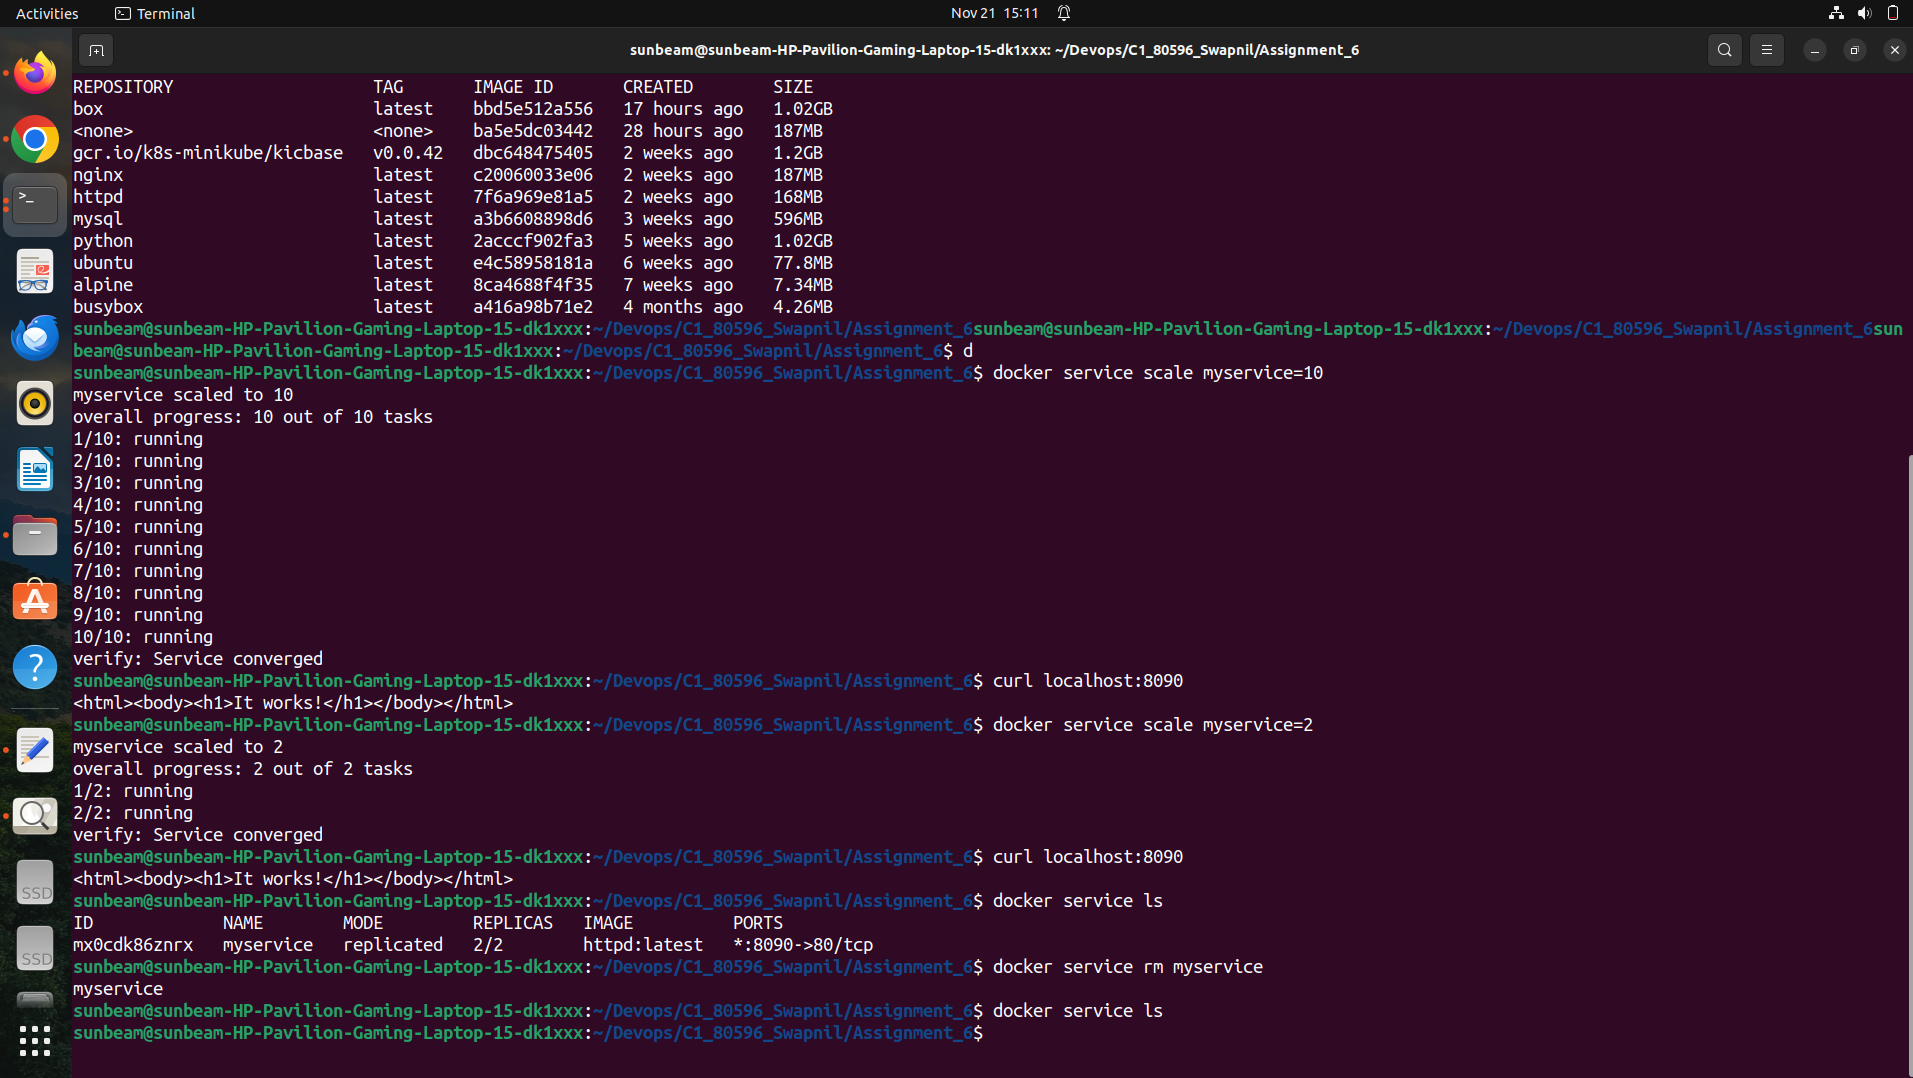 Activities Terminal Nov 21 15:11
sunbeam@sunbeam-HP-Pavilion-Gaming-Laptop-15-dk1xxx: ~/Devops/C1_80596_Swapnil/Assignment_6
REPOSITORY TAG IMAGE ID CREATED SIZE
box latest bbd5e512a556 17 hours ago 1.02GB
<none> <none> ba5e5dc03442 28 hours ago 187MB
gcr.io/k8s-minikube/kicbase v0.0.42 dbc648475405 2 weeks ago 1.2GB
nginx latest c20060033e06 2 weeks ago 187MB
httpd latest 7f6a969e81a5 2 weeks ago 168MB
mysql latest a3b6608898d6 3 weeks ago 596MB
python latest 2acccf902fa3 5 weeks ago 1.02GB
ubuntu latest e4c58958181a 6 weeks ago 77.8MB
alpine latest 8ca4688f4f35 7 weeks ago 7.34MB
busybox latest a416a98b71e2 4 months ago 4.26MB
sunbeam@sunbeam-HP-Pavilion-Gaming-Laptop-15-dk1xxx:~/Devops/C1_80596_Swapnil/Assignment_6sunbeam@sunbeam-HP-Pavilion-Gaming-Laptop-15-dk1xxx:~/Devops/C1_80596_Swapnil/Assignment_6sun
beam@sunbeam-HP-Pavilion-Gaming-Laptop-15-dk1xxx:~/Devops/C1_80596_Swapnil/Assignment_6$ d
sunbeam@sunbeam-HP-Pavilion-Gaming-Laptop-15-dk1xxx:~/Devops/C1_80596_Swapnil/Assignment_6$ docker service scale myservice=10
myservice scaled to 10
overall progress: 10 out of 10 tasks
1/10: running
2/10: running
3/10: running
4/10: running
5/10: running
6/10: running
7/10: running
8/10: running
9/10: running
10/10: running
verify: Service converged
sunbeam@sunbeam-HP-Pavilion-Gaming-Laptop-15-dk1xxx:~/Devops/C1_80596_Swapnil/Assignment_6$ curl localhost:8090
<html><body><h1>It works!</h1></body></html>
sunbeam@sunbeam-HP-Pavilion-Gaming-Laptop-15-dk1xxx:~/Devops/C1_80596_Swapnil/Assignment_6$ docker service scale myservice=2
myservice scaled to 2
overall progress: 2 out of 2 tasks
1/2: running
2/2: running
verify: Service converged
sunbeam@sunbeam-HP-Pavilion-Gaming-Laptop-15-dk1xxx:~/Devops/C1_80596_Swapnil/Assignment_6$ curl localhost:8090
<html><body><h1>It works!</h1></body></html>
sunbeam@sunbeam-HP-Pavilion-Gaming-Laptop-15-dk1xxx:~/Devops/C1_80596_Swapnil/Assignment_6$ docker service ls
ID NAME MODE REPLICAS IMAGE PORTS
mx0cdk86znrx myservice replicated 2/2 httpd:latest *:8090->80/tcp
sunbeam@sunbeam-HP-Pavilion-Gaming-Laptop-15-dk1xxx:~/Devops/C1_80596_Swapnil/Assignment_6$ docker service rm myservice
myservice
sunbeam@sunbeam-HP-Pavilion-Gaming-Laptop-15-dk1xxx:~/Devops/C1_80596_Swapnil/Assignment_6$ docker service ls
sunbeam@sunbeam-HP-Pavilion-Gaming-Laptop-15-dk1xxx:~/Devops/C1_80596_Swapnil/Assignment_6$
SSD
SSD